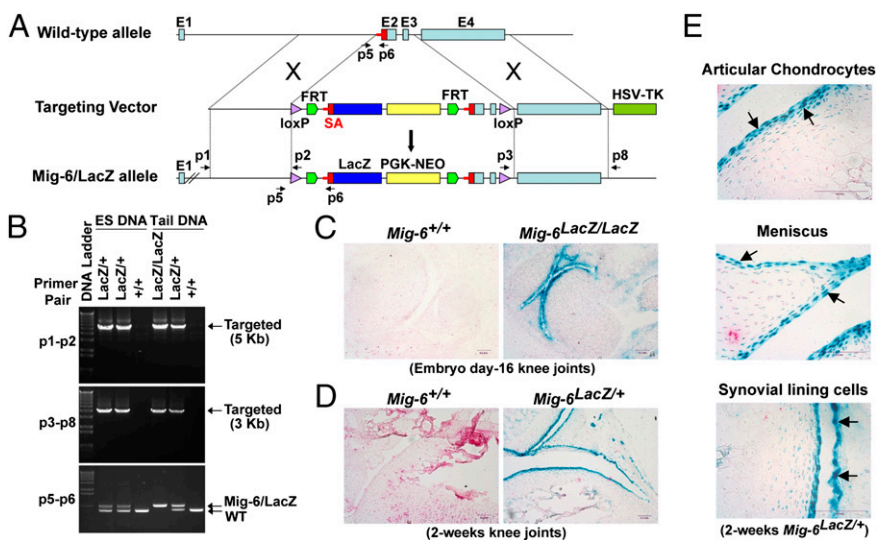 A
Wild-type allele
E1
E2
E3
E4
p5
p6
Targeting Vector
X
X
FRT
FRT
HSV-TK
loxP
SA
loxP
p1
p2
LacZ
PGK-NEO
p3
p8
Mig-6/LacZ allele
E1
p5
p6
B
ES DNA
Tail DNA
DNA Ladder
LacZ/+
LacZ/+
+/+
LacZ/LacZ
LacZ/+
+/+
Primer
Pair
p1-p2
Targeted
(5 Kb)
p3-p8
Targeted
(3 Kb)
p5-p6
Mig-6/LacZ
WT
C
Mig-6+/+
Mig-6LacZ/LacZ
(Embryo day-16 knee joints)
D
Mig-6+/+
Mig-6LacZ/+
(2-weeks knee joints)
E
Articular Chondrocytes
Meniscus
Synovial lining cells
(2-weeks Mig-6LacZ/+)